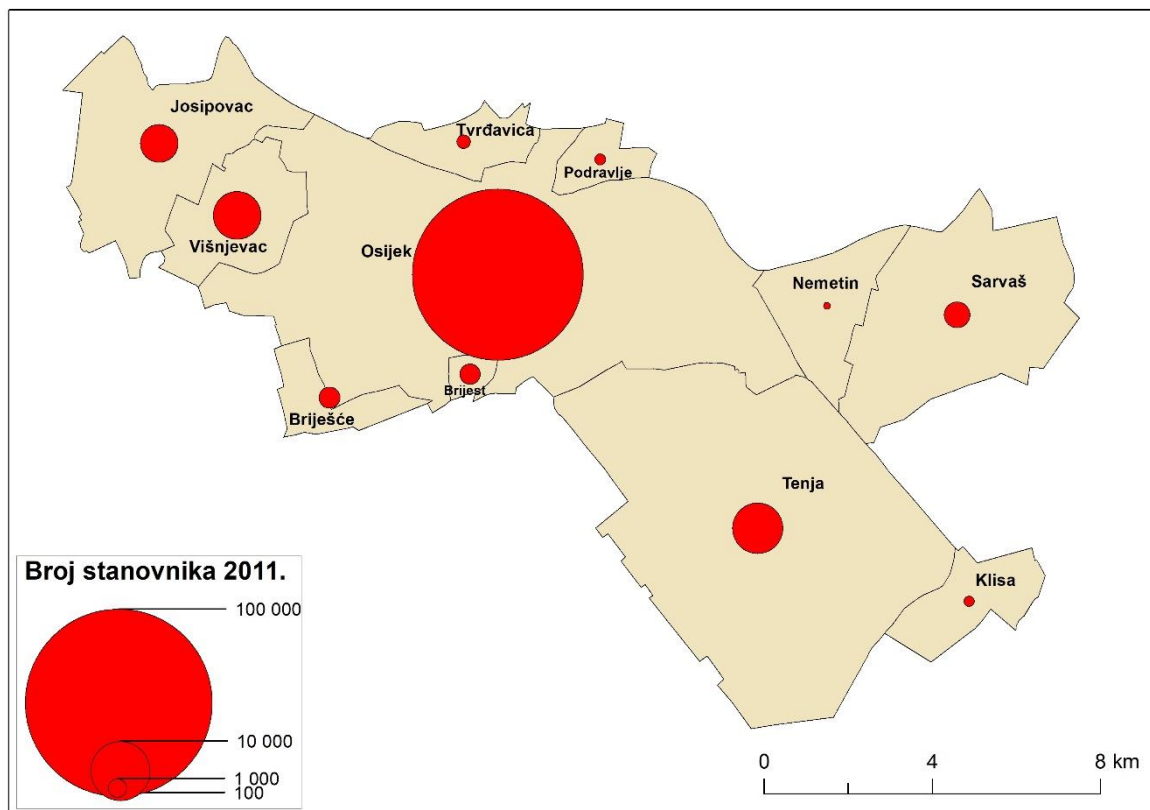 Josipovac
Tvrđavica
Podravlje
Višnjevac
Osijek
Nemetin
Sarvaš
Brijest
Briješće
Tenja
Klisa
Broj stanovnika 2011.
100 000
10 000
1 000
100
0 4 8 km